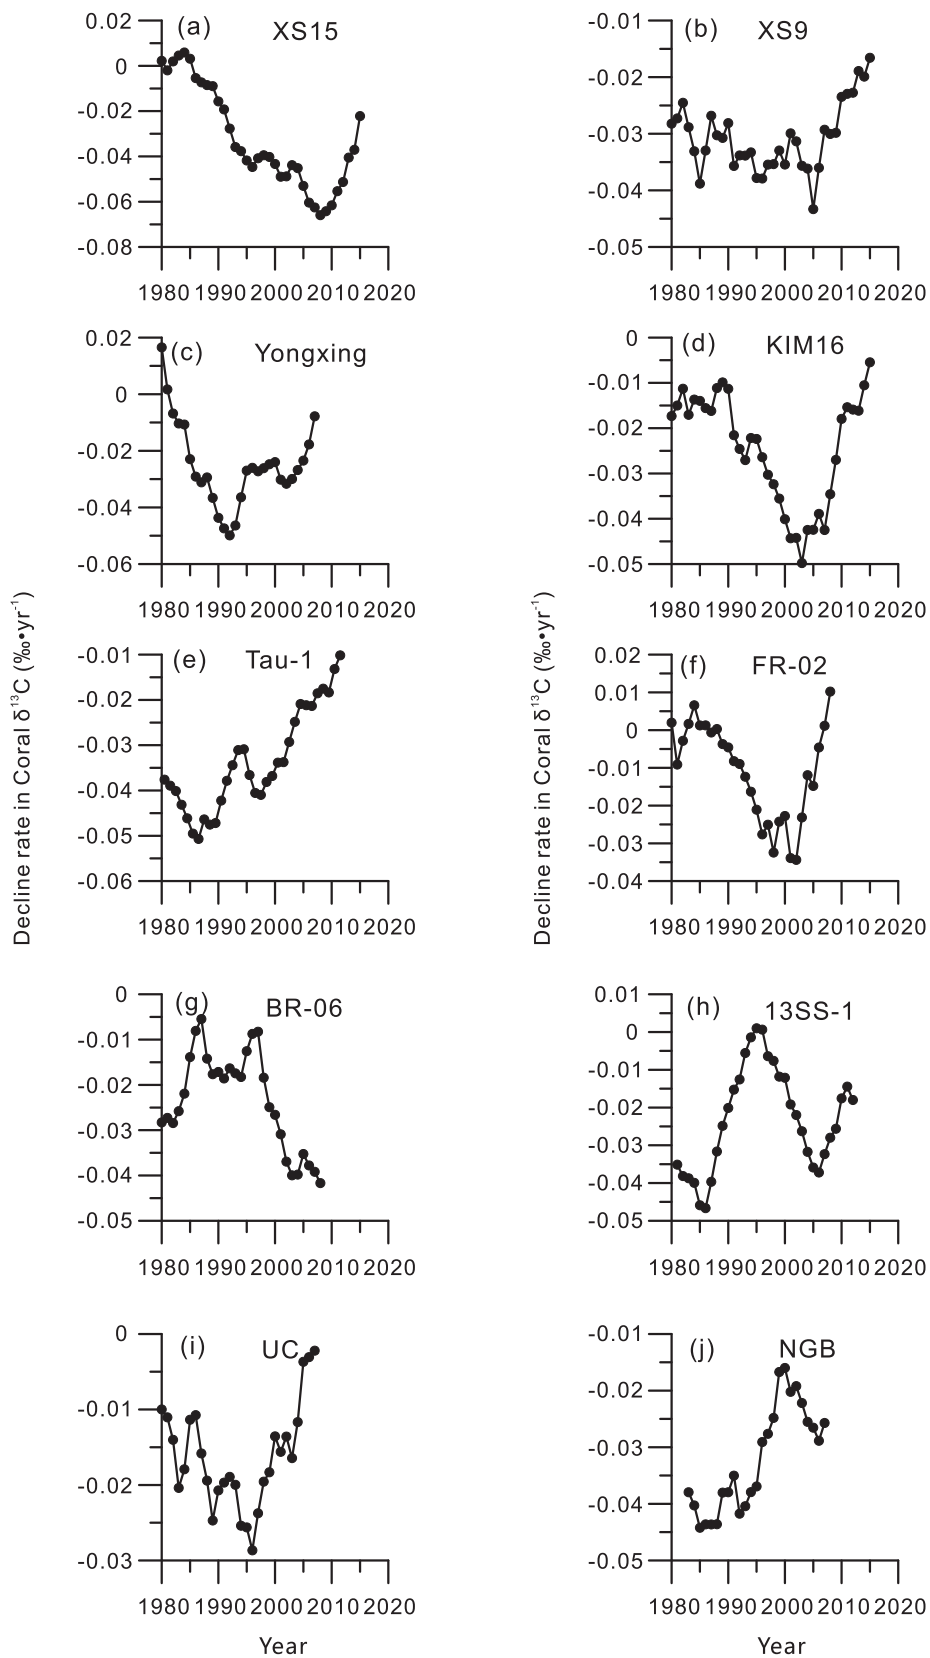 (a) XS15
0.02
0
-0.02
-0.04
-0.06
-0.08
1980 1990 2000 2010 2020
(b) XS9
-0.01
-0.02
-0.03
-0.04
-0.05
1980 1990 2000 2010 2020
(c) Yongxing
0.02
0
-0.02
-0.04
-0.06
1980 1990 2000 2010 2020
(d) KIM16
0
-0.01
-0.02
-0.03
-0.04
-0.05
1980 1990 2000 2010 2020
Decline rate in Coral δ¹³C (‰•yr⁻¹)
(e) Tau-1
-0.01
-0.02
-0.03
-0.04
-0.05
-0.06
1980 1990 2000 2010 2020
Decline rate in Coral δ¹³C (‰•yr⁻¹)
(f) FR-02
0.02
0.01
0
-0.01
-0.02
-0.03
-0.04
1980 1990 2000 2010 2020
(g) BR-06
0
-0.01
-0.02
-0.03
-0.04
-0.05
1980 1990 2000 2010 2020
(h) 13SS-1
0.01
0
-0.01
-0.02
-0.03
-0.04
-0.05
1980 1990 2000 2010 2020
(i) UC
0
-0.01
-0.02
-0.03
1980 1990 2000 2010 2020
Year
(j) NGB
-0.01
-0.02
-0.03
-0.04
-0.05
1980 1990 2000 2010 2020
Year